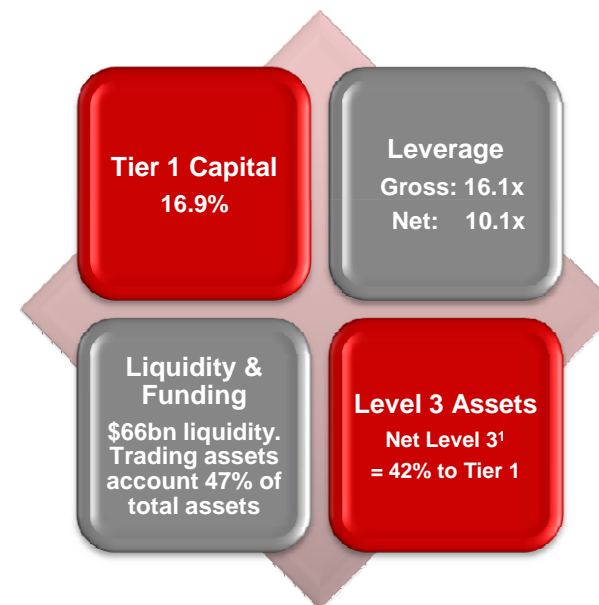 Tier 1 Capital
16.9%
Leverage
Gross: 16.1x
Net: 10.1x
Liquidity &
Funding
$66bn liquidity.
Trading assets
account 47% of
total assets
Level 3 Assets
Net Level 3¹
= 42% to Tier 1